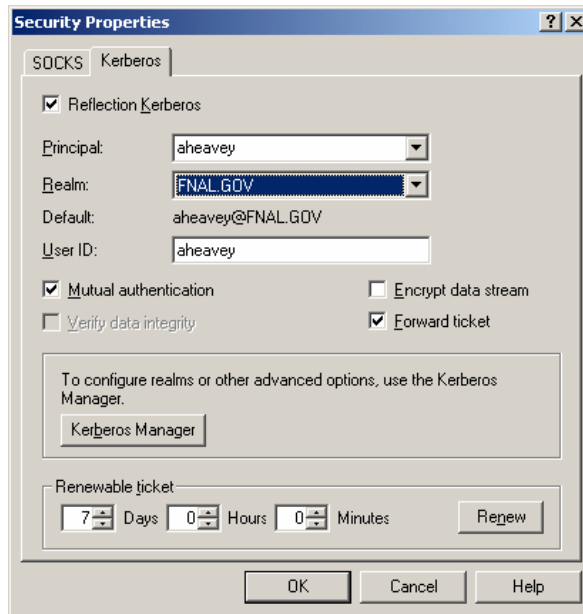 Security Properties
SOCKS Kerberos
Reflection Kerberos
Principal: aheavey
Realm: FNAL.GOV
Default: aheavey@FNAL.GOV
User ID: aheavey
Mutual authentication Encrypt data stream
Verify data integrity Forward ticket
To configure realms or other advanced options, use the Kerberos
Manager.
Kerberos Manager
Renewable ticket
7 Days 0 Hours 0 Minutes Renew
OK Cancel Help